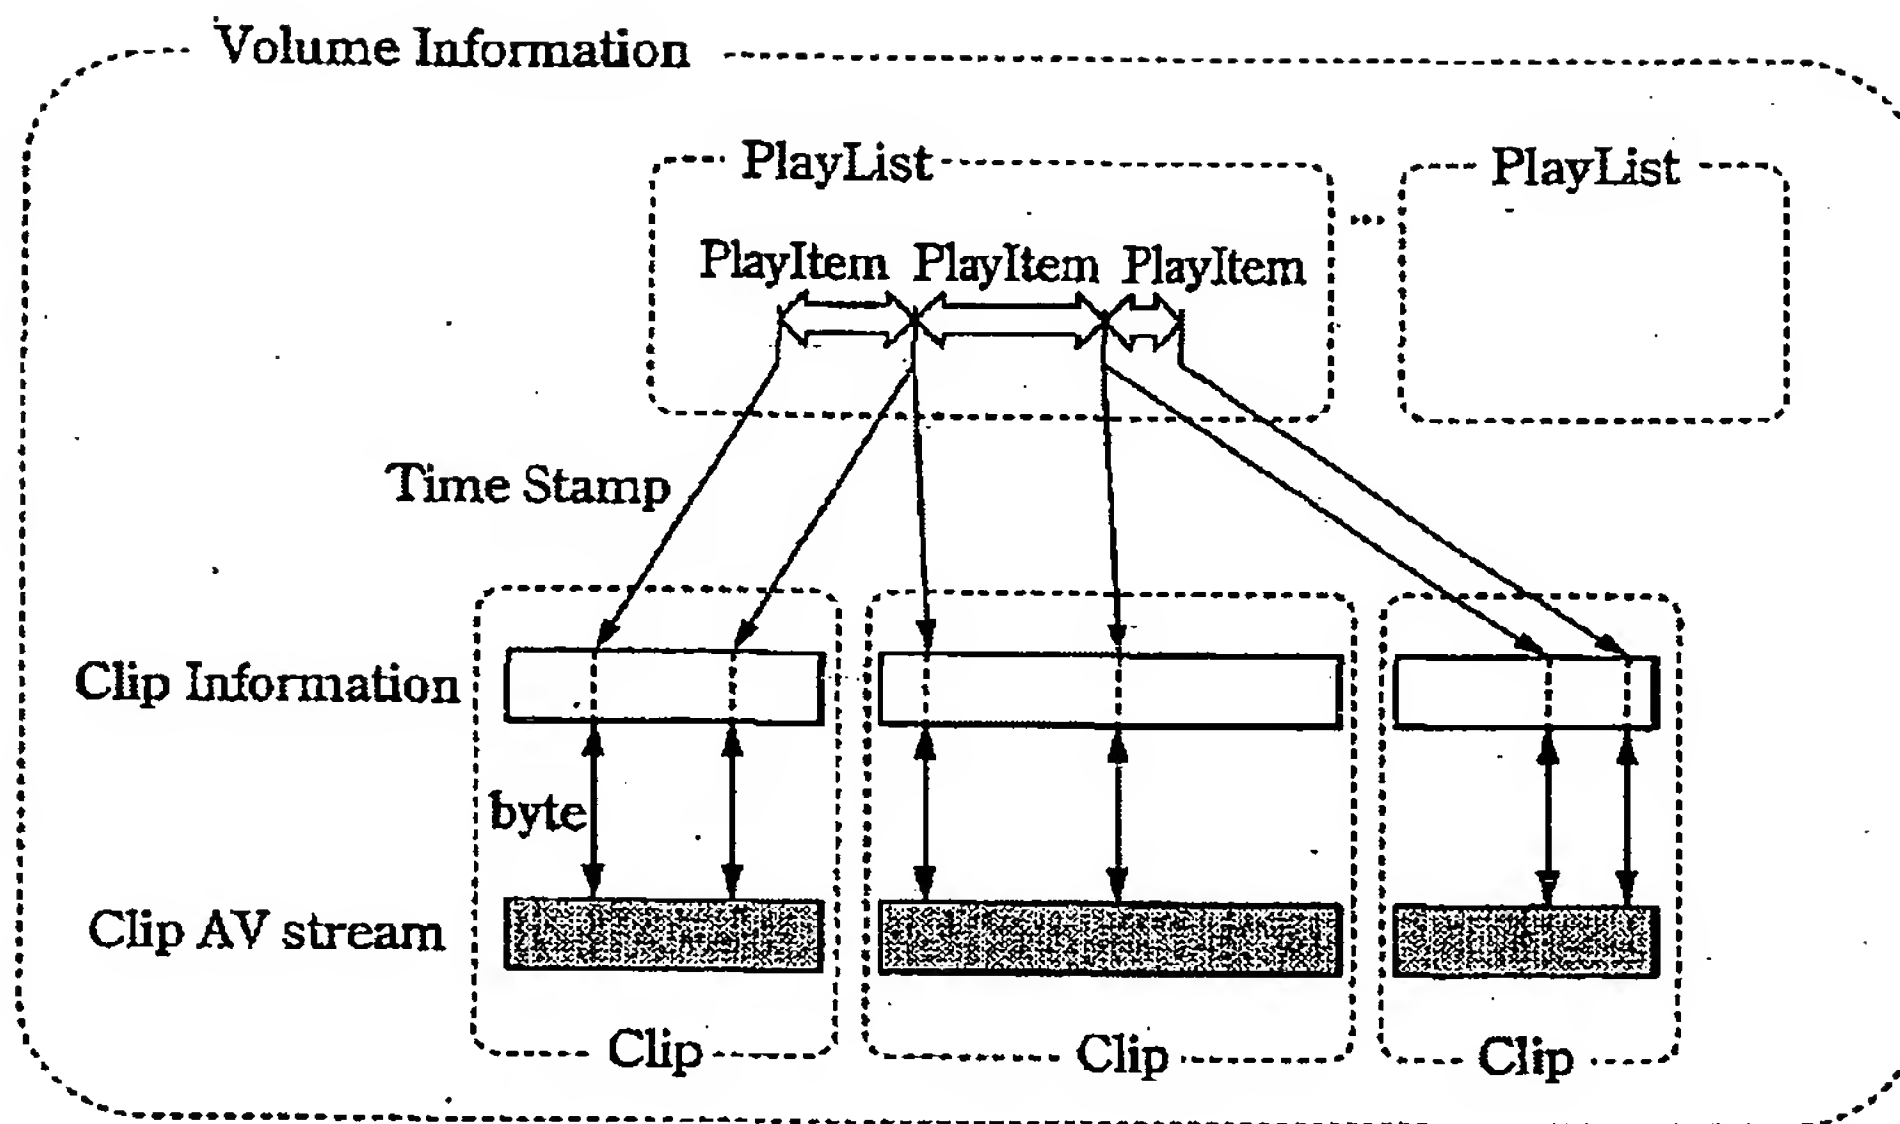 Volume Information
PlayList
PlayList
PlayItem PlayItem PlayItem
Time Stamp
Clip Information
byte
Clip AV stream
Clip
Clip
Clip